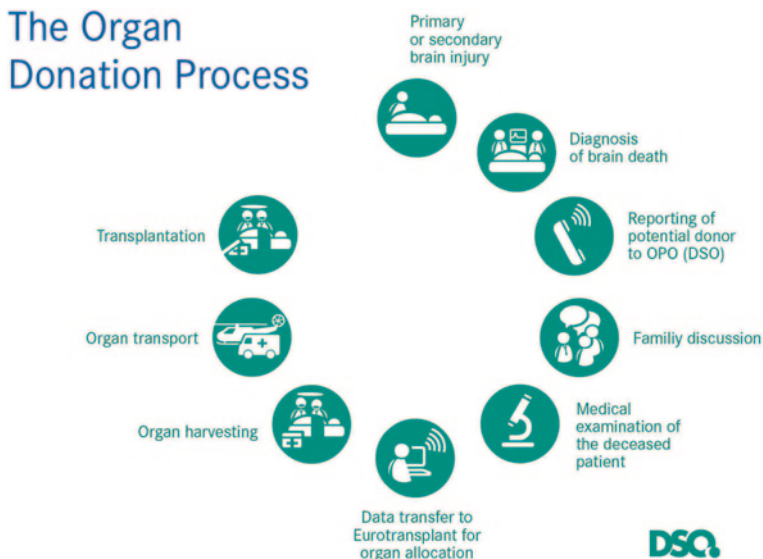 The Organ
Donation Process
Primary
or secondary
brain injury
Diagnosis
of brain death
Reporting of
potential donor
to OPO (DSO)
Familiy discussion
Medical
examination of
the deceased
patient
Data transfer to
Eurotransplant for
organ allocation
Organ harvesting
Organ transport
Transplantation
DSO.